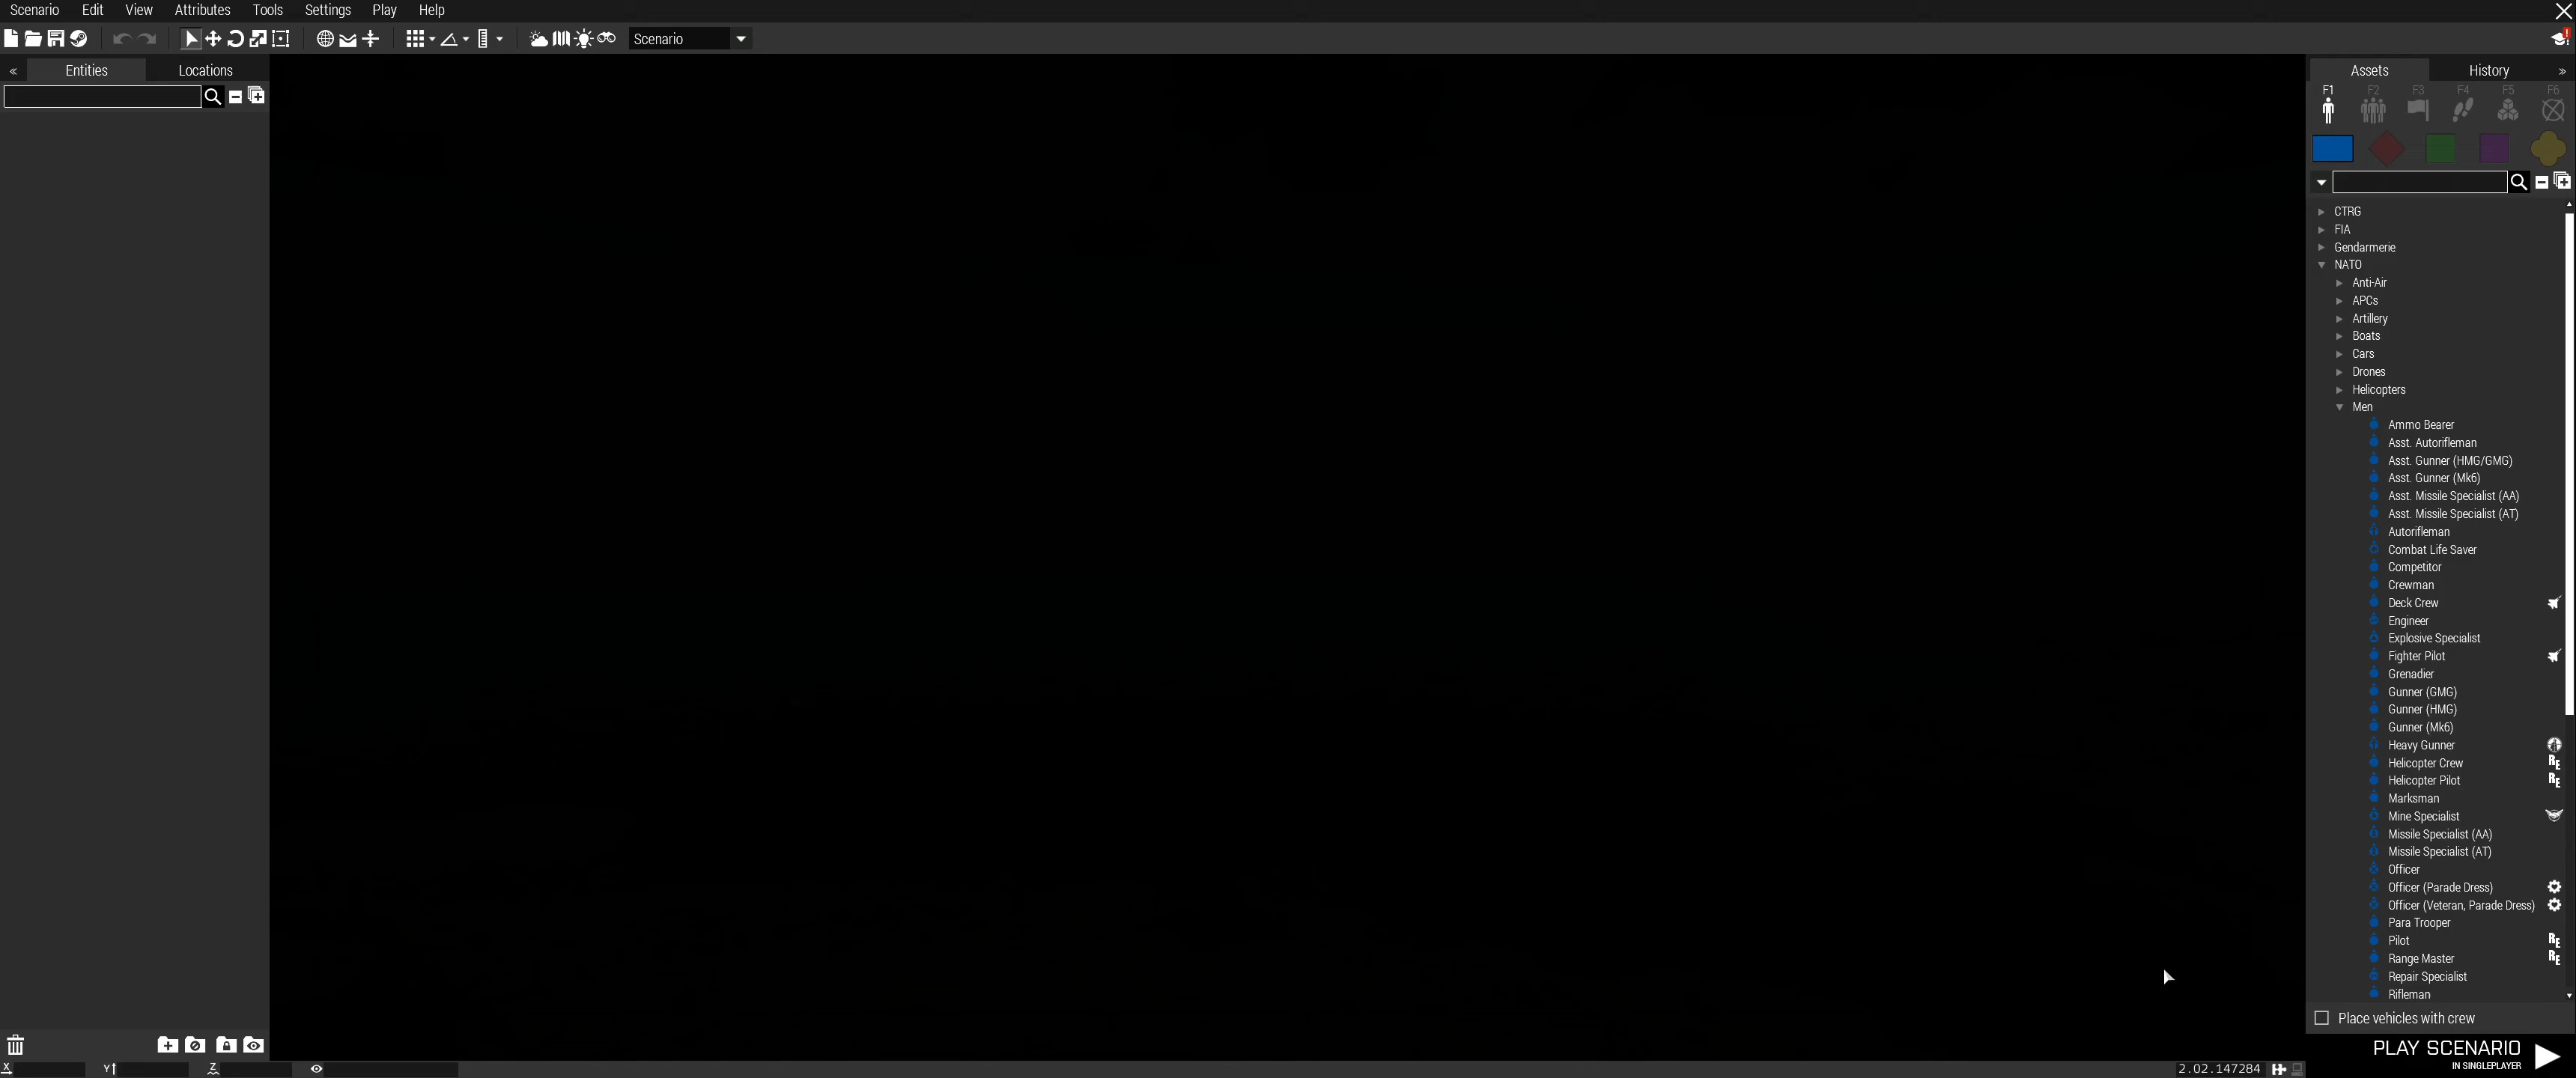 Scenario Edit View Attributes Tools Settings Play Help
Scenario
Entities Locations
Assets History
F1 F2 F3 F4 F5 F6
CTRG
FIA
Gendarmerie
NATO
Anti-Air
APCs
Artillery
Boats
Cars
Drones
Helicopters
Men
Ammo Bearer
Asst. Autorifleman
Asst. Gunner (HMG/GMG)
Asst. Gunner (Mk6)
Asst. Missile Specialist (AA)
Asst. Missile Specialist (AT)
Autorifleman
Combat Life Saver
Competitor
Crewman
Deck Crew
Engineer
Explosive Specialist
Fighter Pilot
Grenadier
Gunner (GMG)
Gunner (HMG)
Gunner (Mk6)
Heavy Gunner
Helicopter Crew
Helicopter Pilot
Marksman
Mine Specialist
Missile Specialist (AA)
Missile Specialist (AT)
Officer
Officer (Parade Dress)
Officer (Veteran, Parade Dress)
Para Trooper
Pilot
Range Master
Repair Specialist
Rifleman
Place vehicles with crew
PLAY SCENARIO
IN SINGLEPLAYER
X Y Z 2.02.147284